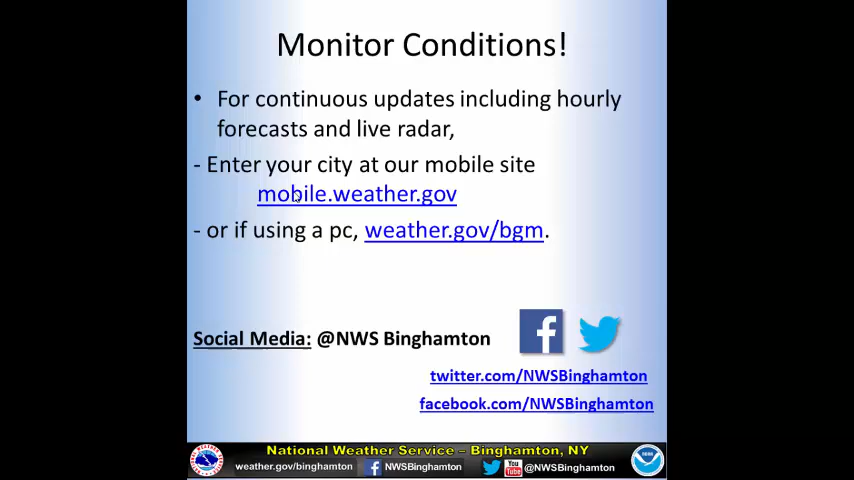 Monitor Conditions!
• For continuous updates including hourly
forecasts and live radar,
- Enter your city at our mobile site
mobile.weather.gov
- or if using a pc, weather.gov/bgm.
Social Media: @NWS Binghamton
twitter.com/NWSBinghamton
facebook.com/NWSBinghamton
National Weather Service – Binghamton, NY
weather.gov/binghamton NWSBinghamton You Tube @NWSBinghamton